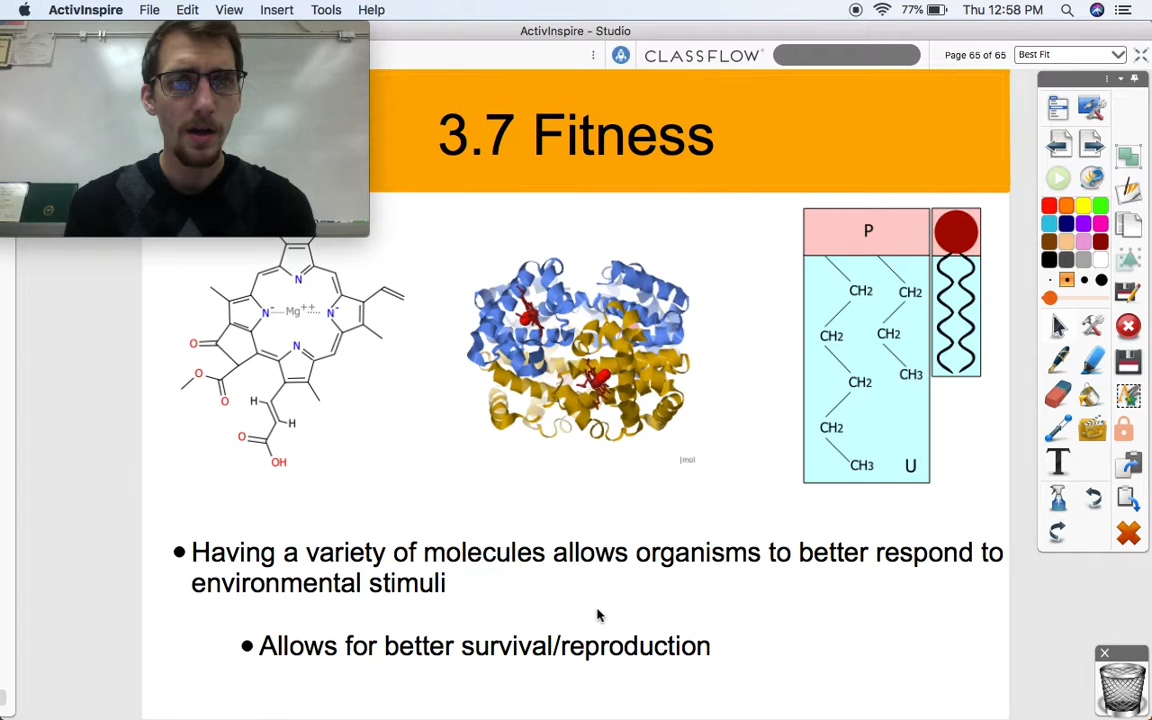 ActivInspire File Edit View Insert Tools Help 77% Thu 12:58 PM
ActivInspire - Studio
CLASSFLOW Page 65 of 65 Best Fit
3.7 Fitness
P
N
N- Mg++ N-
N
O
O
O
H
H
O
OH
jmol
CH2 CH2
CH2 CH2
CH2 CH3
CH2
CH3 U
T
• Having a variety of molecules allows organisms to better respond to
environmental stimuli
• Allows for better survival/reproduction